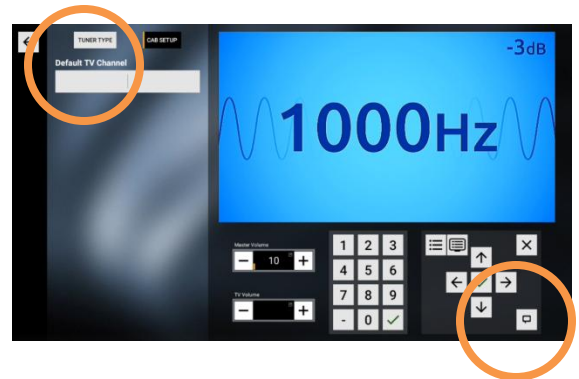 TUNER TYPE
CAB SETUP
Default TV Channel
-3dB
1000Hz
Master Volume
− 10 +
TV Volume
− +
1 2 3
4 5 6
7 8 9
- 0